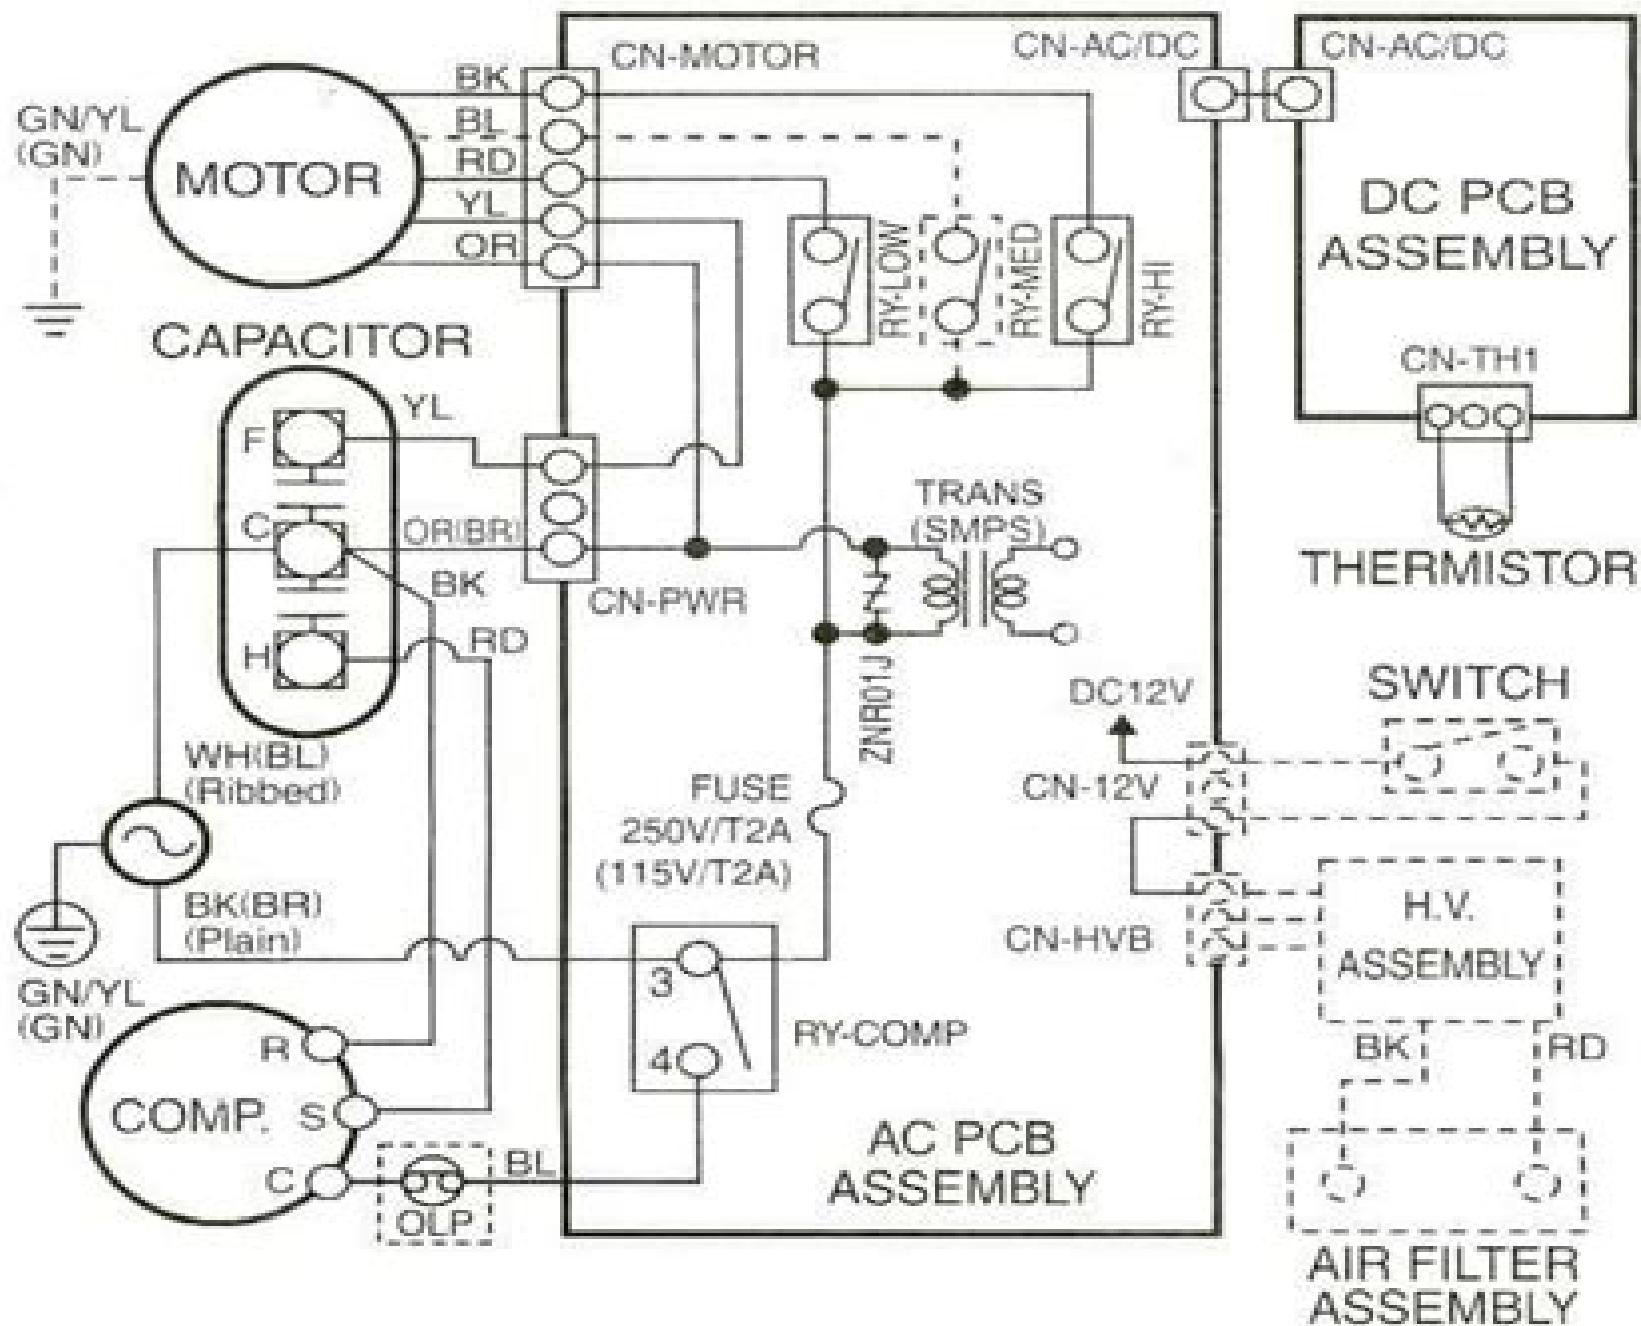 CN-MOTOR
CN-AC/DC
CN-AC/DC
BK
BL
RD
YL
OR
GN/YL
(GN)
MOTOR
DC PCB
ASSEMBLY
RY-LOW
RY-MED
RY-HI
CAPACITOR
CN-TH1
YL
F
C
H
OR(BR)
BK
RD
CN-PWR
TRANS
(SMPS)
THERMISTOR
ZNR01J
DC12V
SWITCH
WH(BL)
(Ribbed)
FUSE
250V/T2A
(115V/T2A)
CN-12V
BK(BR)
(Plain)
CN-HVB
H.V.
ASSEMBLY
GN/YL
(GN)
3
4
RY-COMP
BK
RD
R
COMP.
S
C
BL
OLP
AC PCB
ASSEMBLY
AIR FILTER
ASSEMBLY